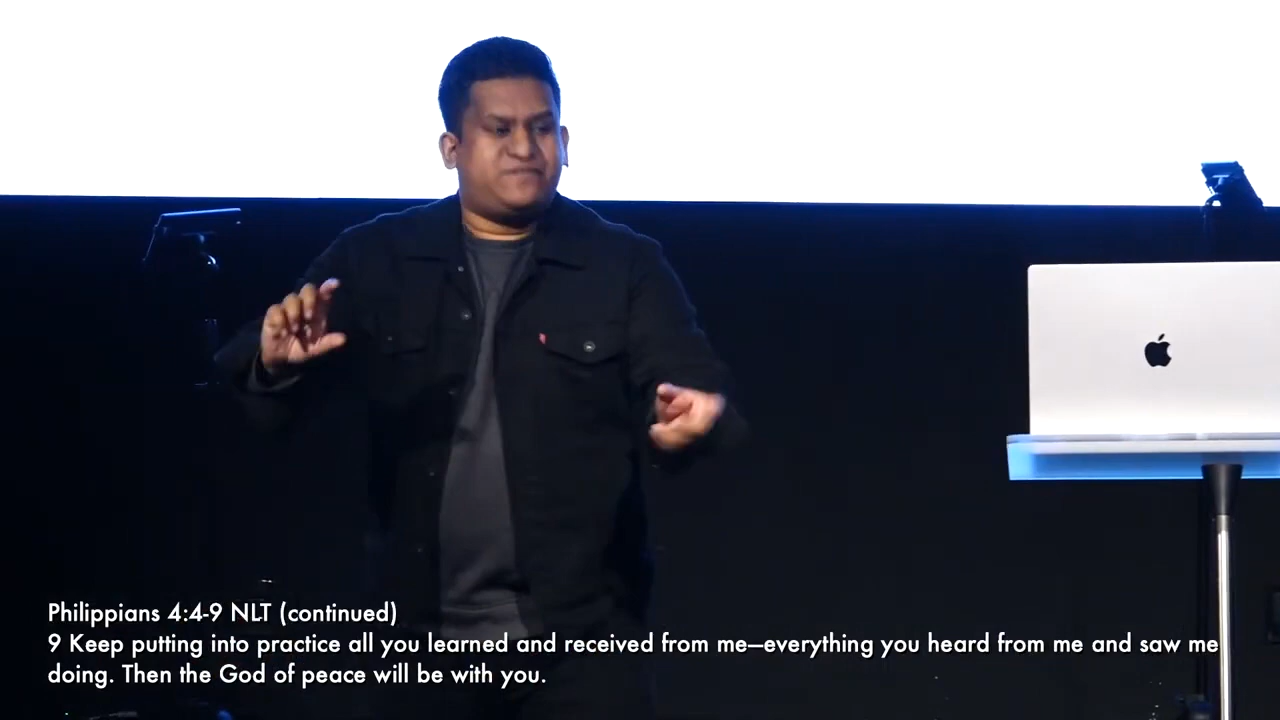 Philippians 4:4-9 NLT (continued)
9 Keep putting into practice all you learned and received from me—everything you heard from me and saw me
doing. Then the God of peace will be with you.